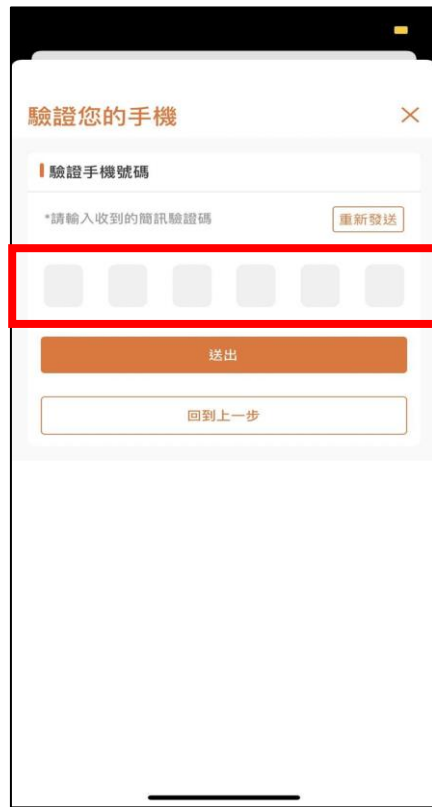 驗證您的手機
驗證手機號碼
*請輸入收到的簡訊驗證碼
重新發送
送出
回到上一步